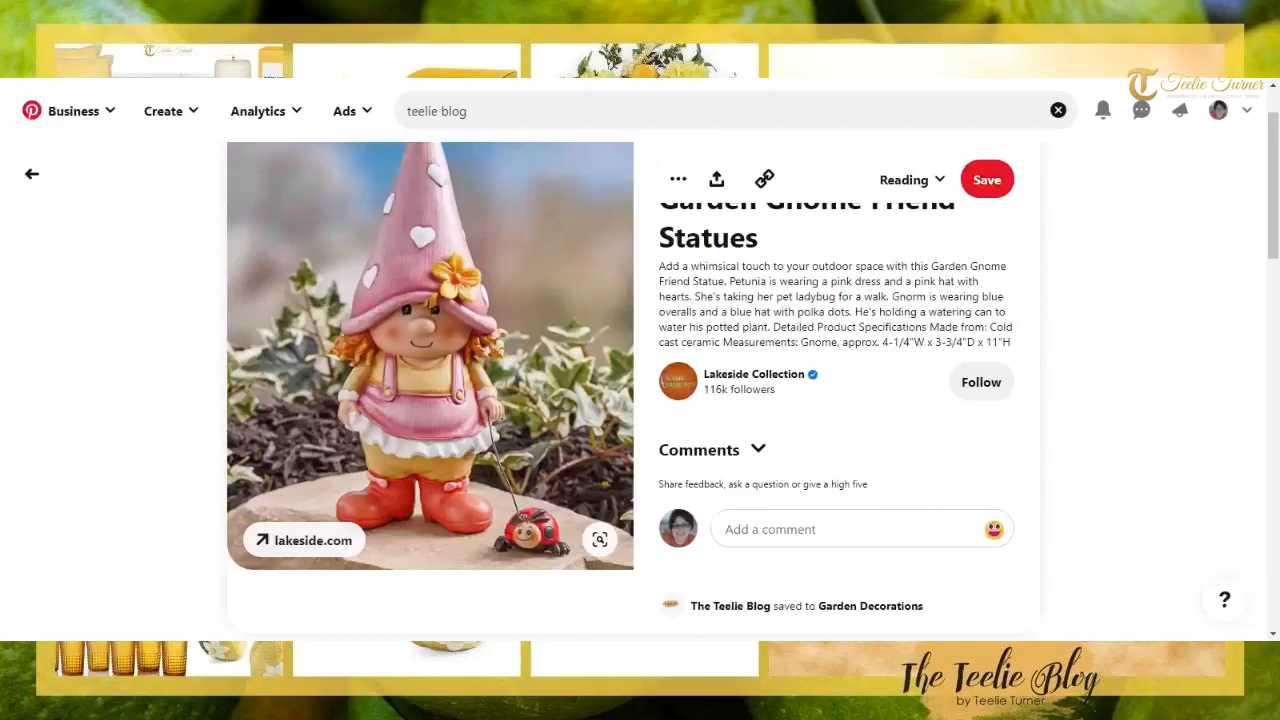 Teelie Turner
Teelie Turner
Business
Create
Analytics
Ads
teelie blog
Reading
Save
Garden Gnome Friend
Statues
Add a whimsical touch to your outdoor space with this Garden Gnome
Friend Statue. Petunia is wearing a pink dress and a pink hat with
hearts. She's taking her pet ladybug for a walk. Gnorm is wearing blue
overalls and a blue hat with polka dots. He's holding a watering can to
water his potted plant. Detailed Product Specifications Made from: Cold
cast ceramic Measurements: Gnome, approx. 4-1/4"W x 3-3/4"D x 11"H
Lakeside Collection
116k followers
Follow
Comments
Share feedback, ask a question or give a high five
Add a comment
lakeside.com
The Teelie Blog saved to Garden Decorations
?
The Teelie Blog
by Teelie Turner